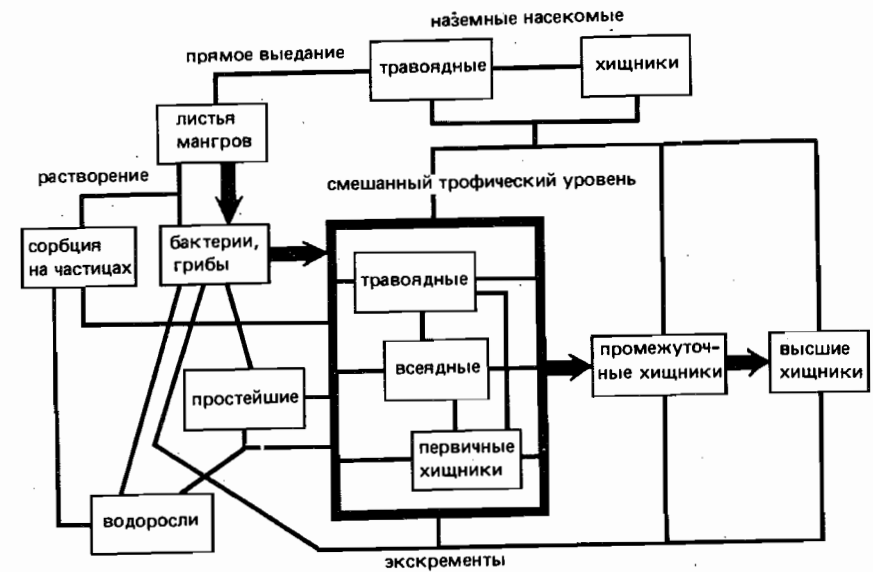 наземные насекомые
прямое выедание
травоядные
хищники
листья
мангров
растворение
смешанный трофический уровень
сорбция
на частицах
бактерии,
грибы
травоядные
всеядные
промежуточ-
ные хищники
высшие
хищники
простейшие
первичные
хищники
водоросли
экскременты